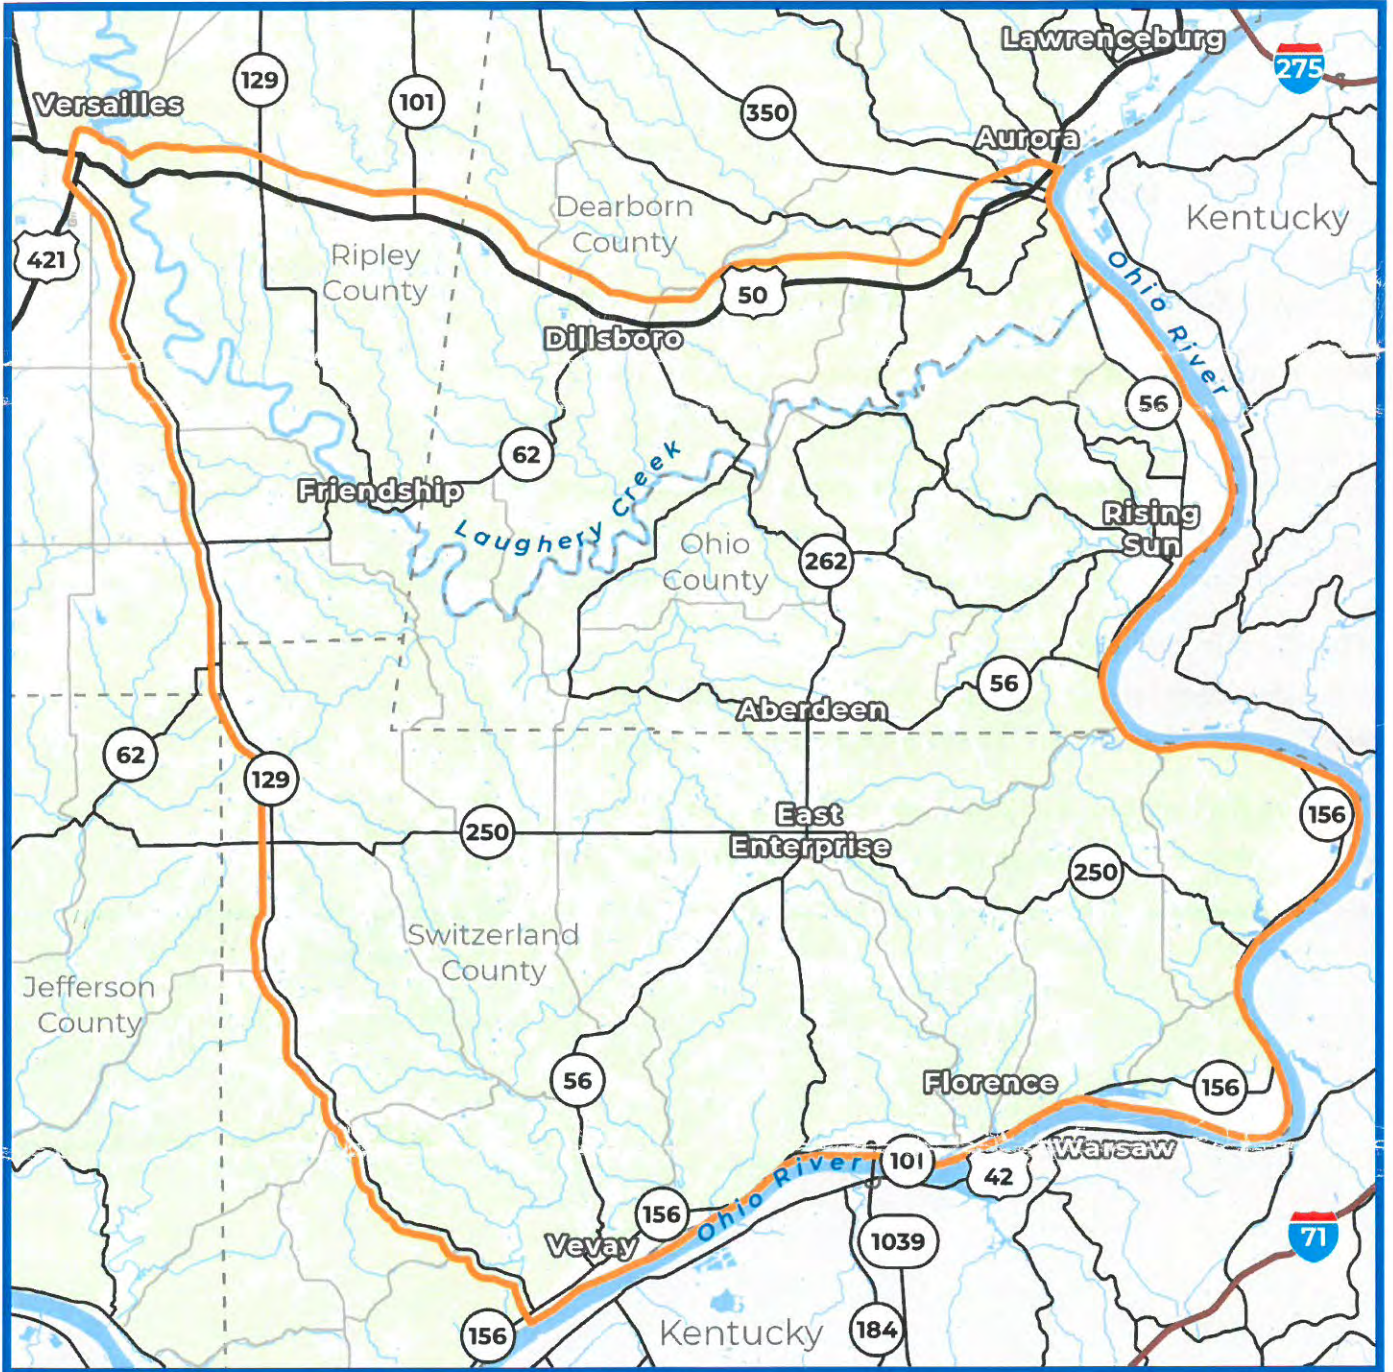 Lawrenceburg
275
129
Versailles
101
350
Aurora
Dearborn
County
Kentucky
421
Ripley
County
50
Ohio River
Dillsboro
56
62
Laughery Creek
Friendship
Rising
Sun
Ohio
County
262
56
Aberdeen
62
129
East
Enterprise
250
156
250
Switzerland
County
Jefferson
County
56
Florence
156
Warsaw
101
42
Ohio River
156
Vevay
1039
71
156
Kentucky
184